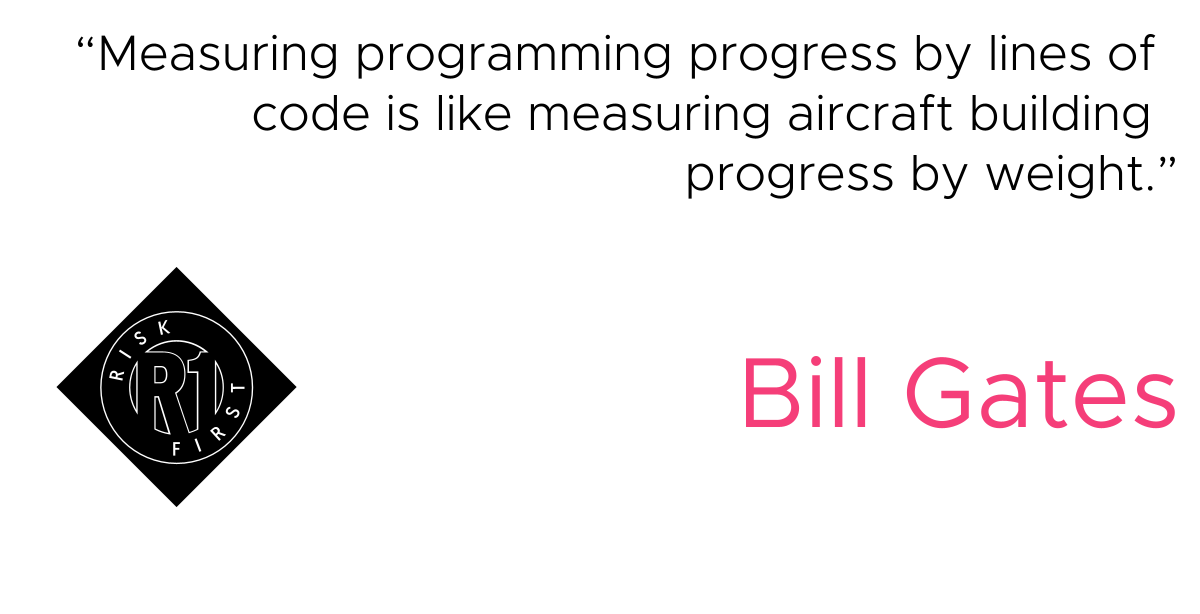 “Measuring programming progress by lines of
code is like measuring aircraft building
progress by weight.”
RISK
R1
FIRST
Bill Gates